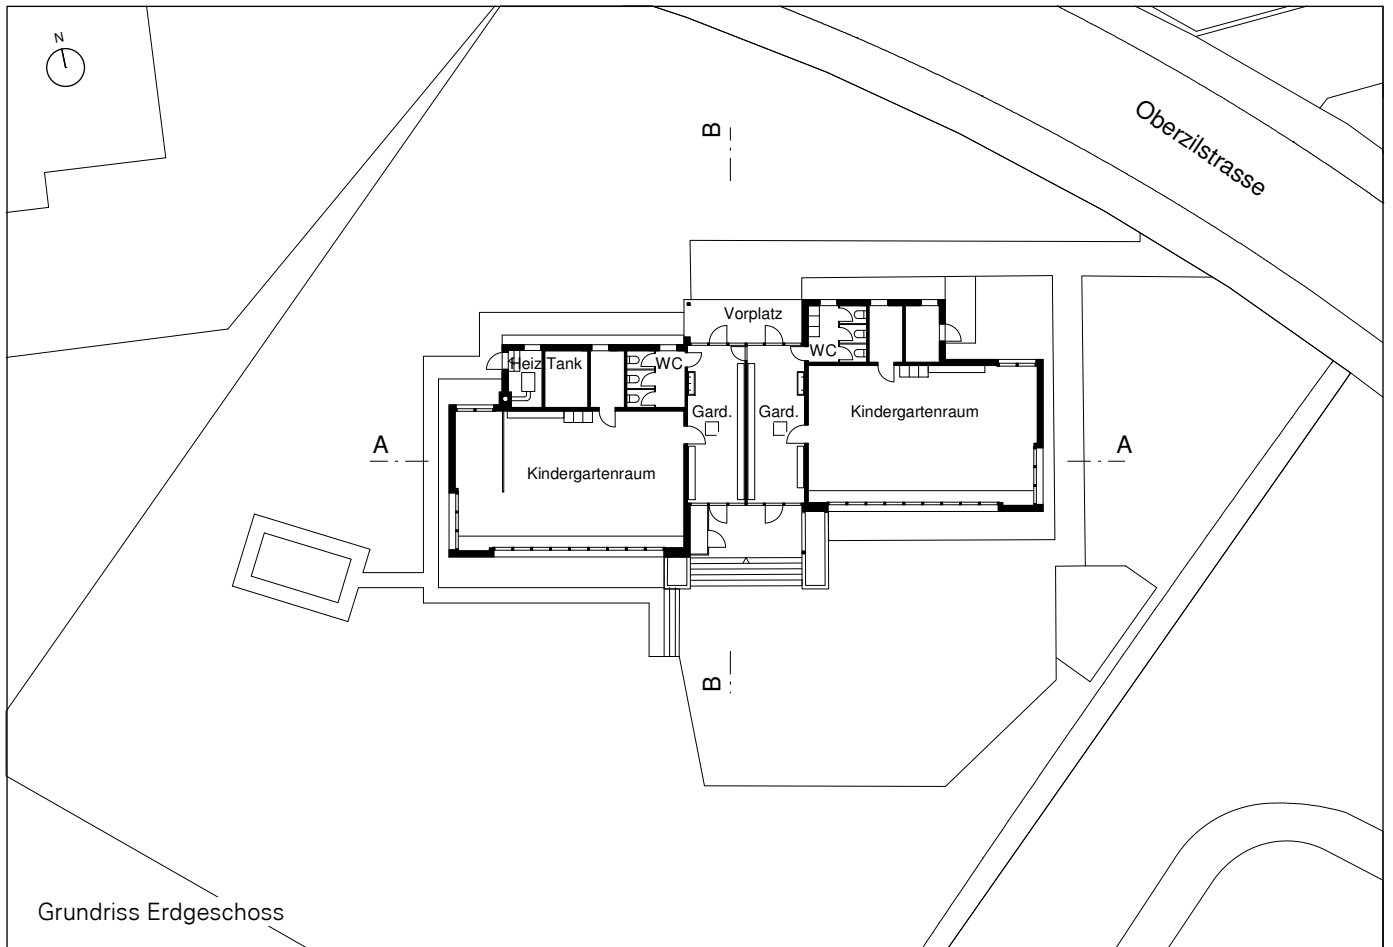 N
Oberzilstrasse
B
Vorplatz
WC
Heiz
Tank
WC
Gard.
Gard.
Kindergartenraum
A
A
Kindergartenraum
B
Grundriss Erdgeschoss